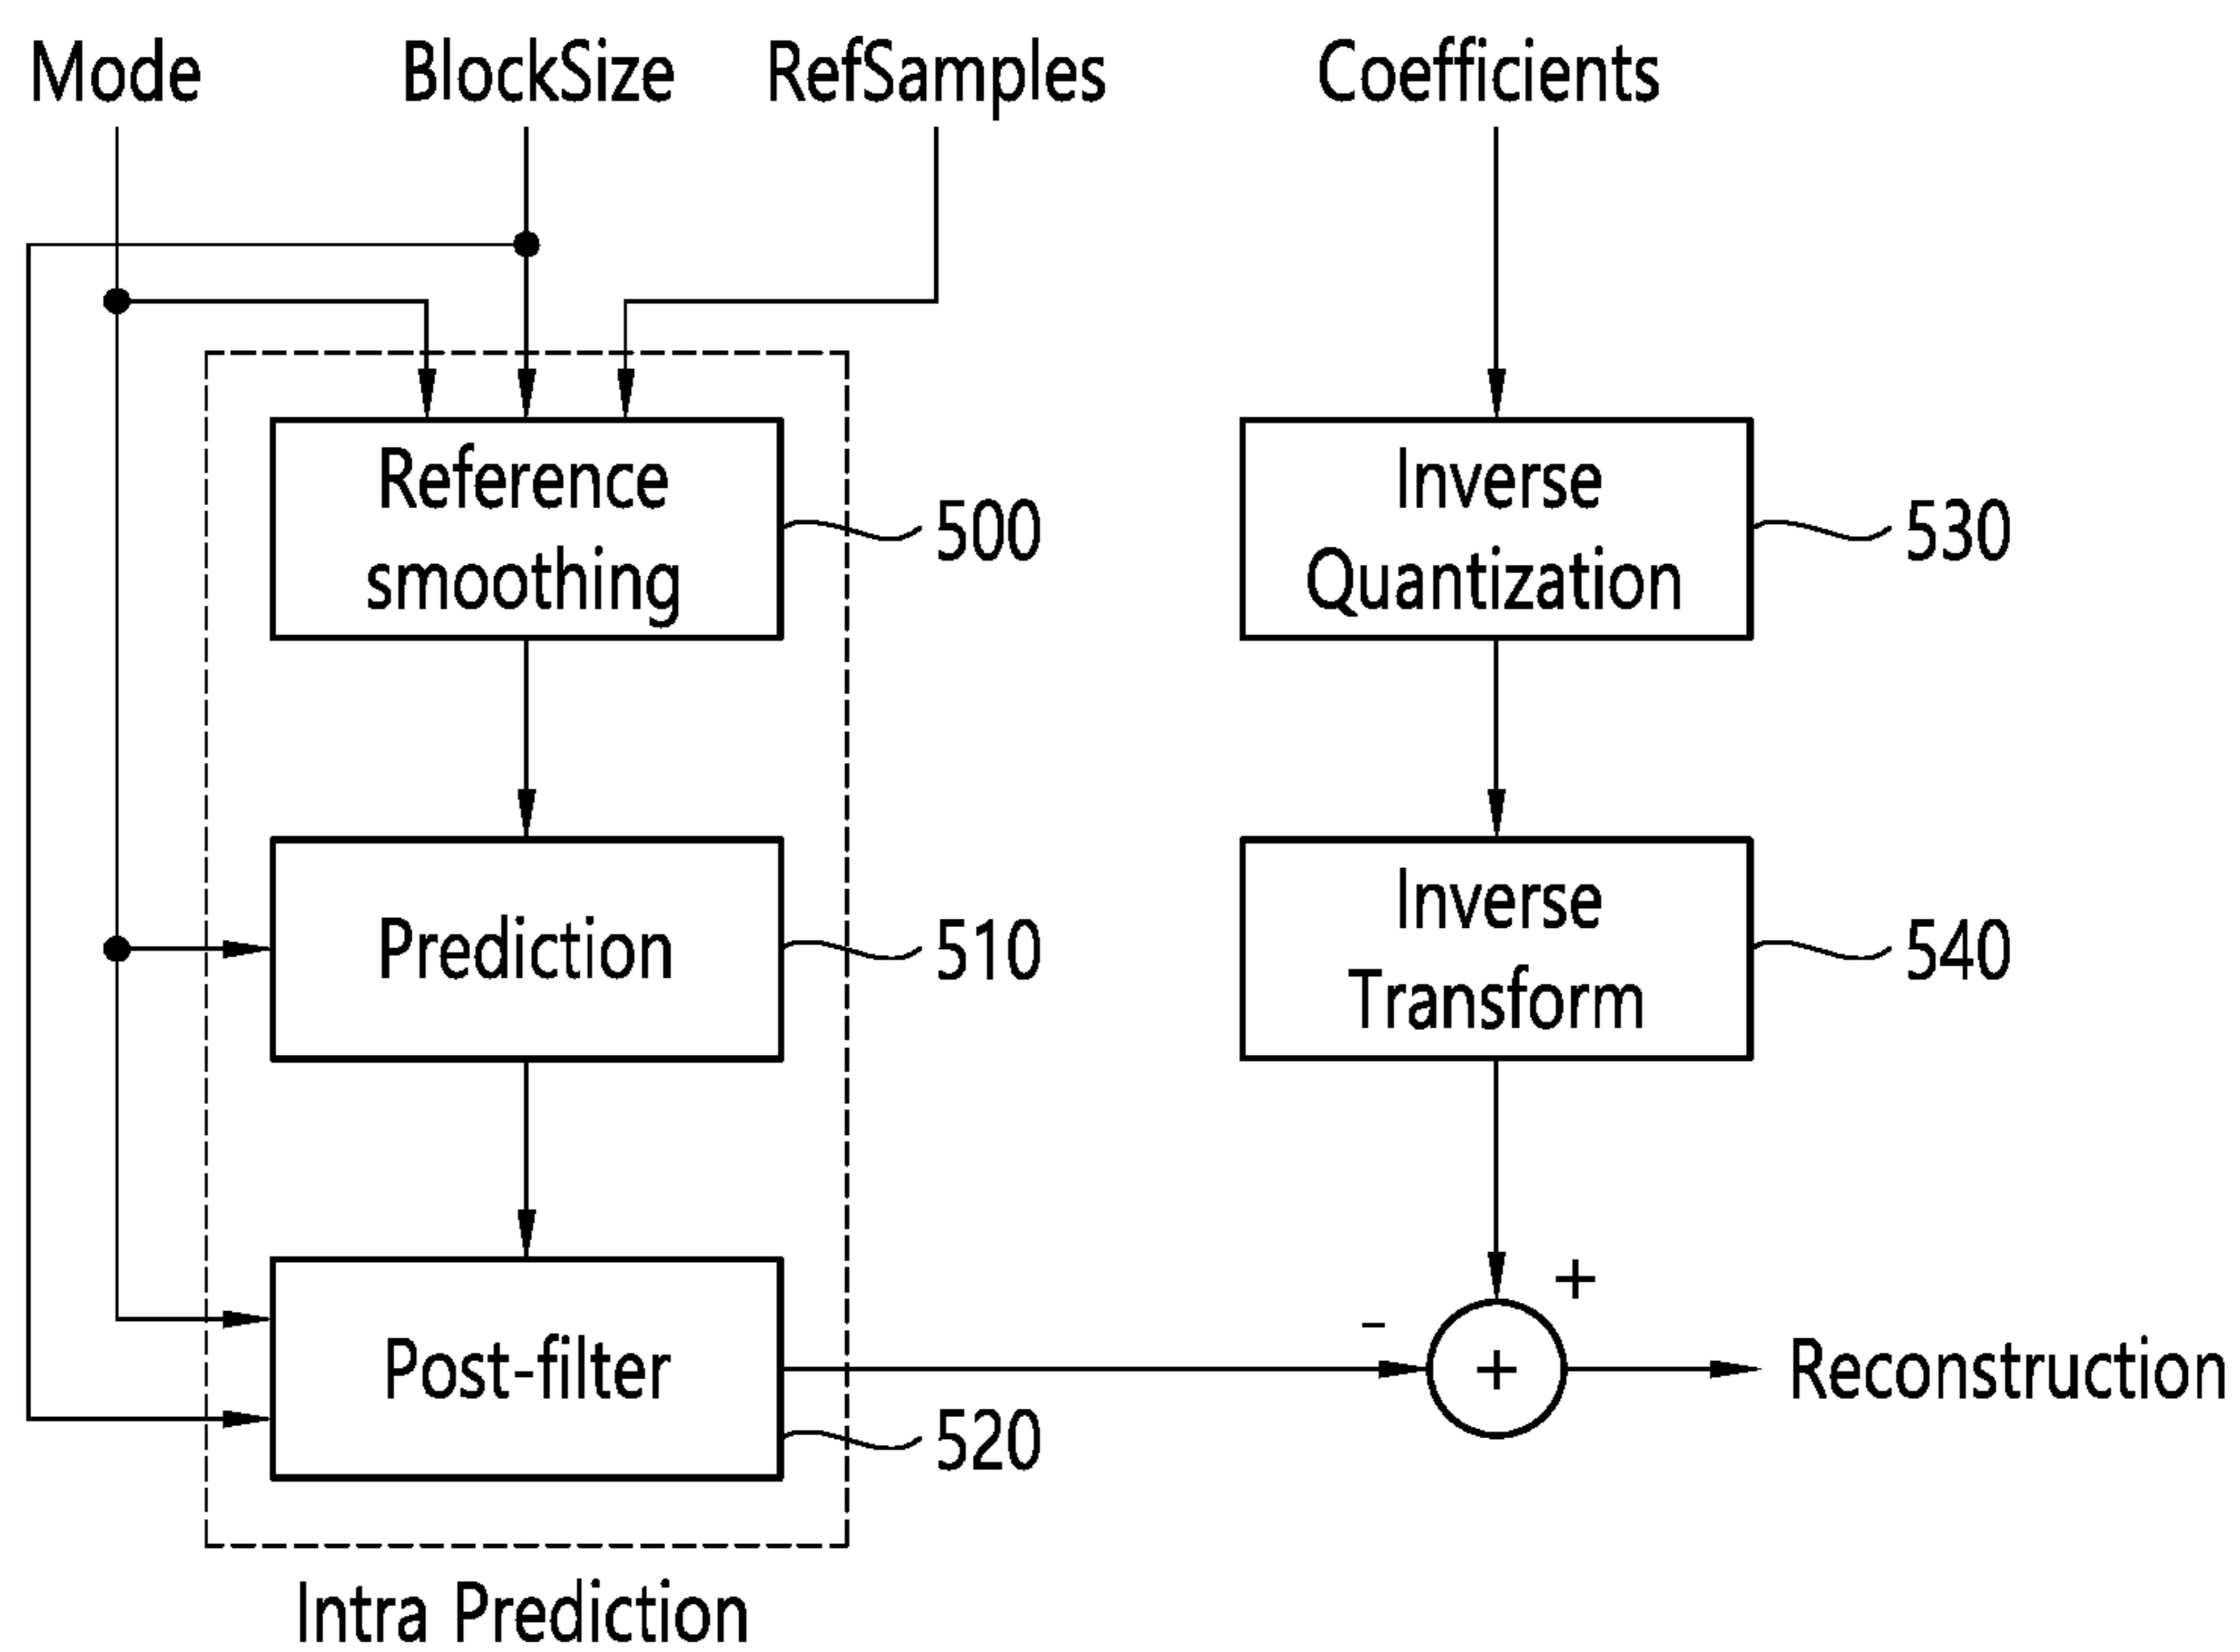 Mode
BlockSize
RefSamples
Coefficients
Reference
smoothing
500
Inverse
Quantization
530
Prediction
510
Inverse
Transform
540
+
-
Post-filter
+
Reconstruction
520
Intra Prediction